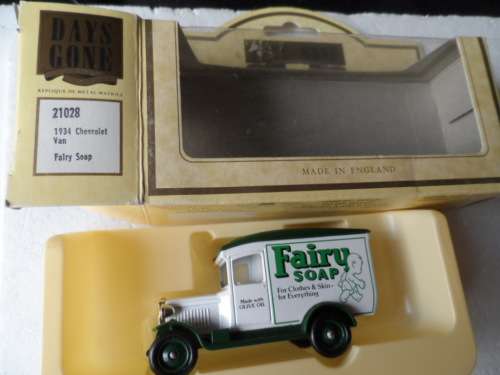 DAYS
GONE
REPLIQUE DE METAL MATRICE
21028
1934 Chevrolet
Van
Fairy Soap
MADE IN ENGLAND
Fairy
SOAP
For Clothes & Skin -
for Everything
Made with
OLIVE OIL